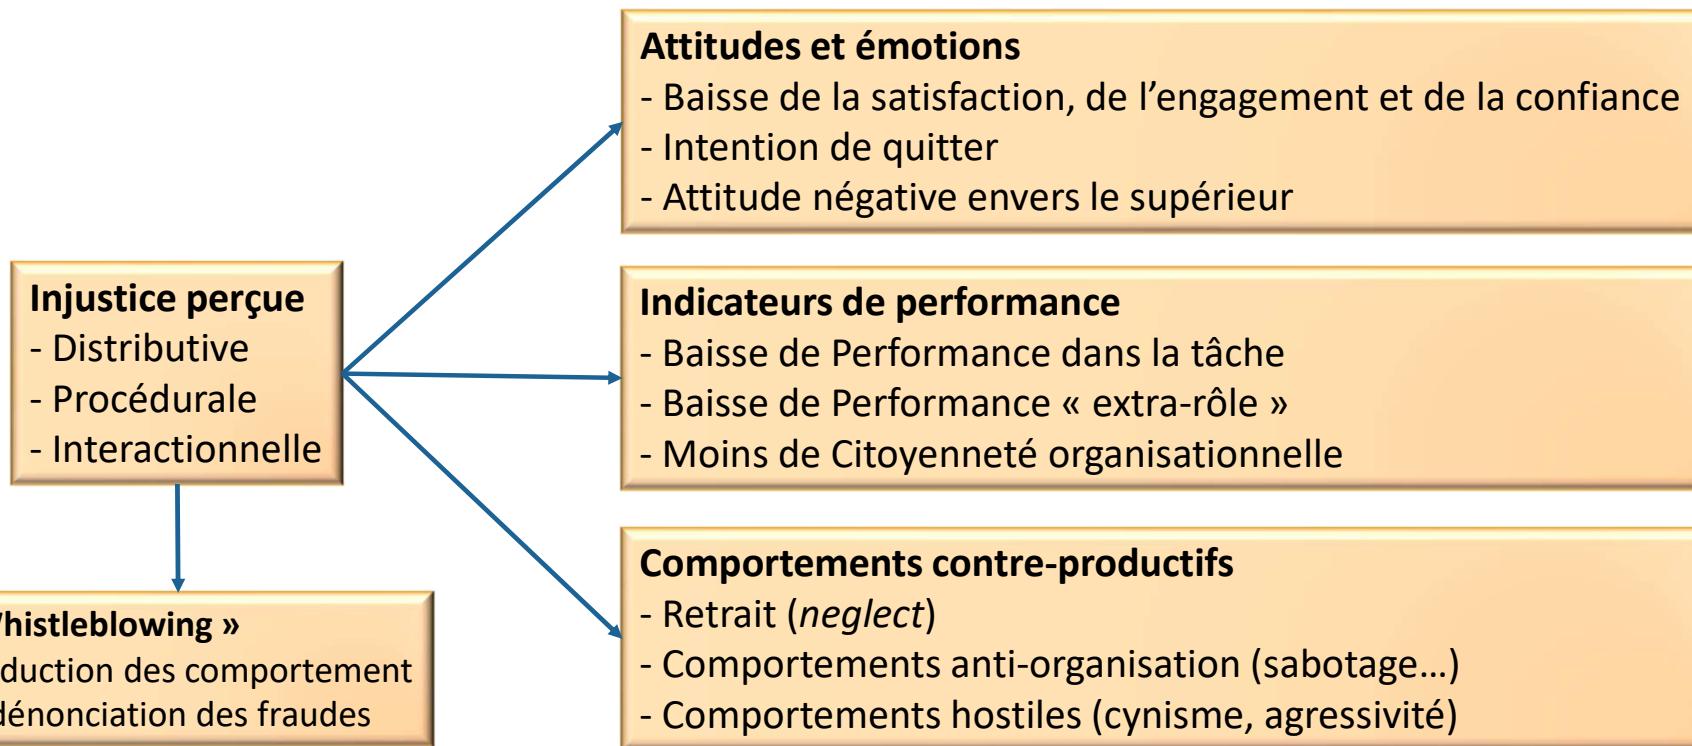 Attitudes et émotions
- Baisse de la satisfaction, de l’engagement et de la confiance
- Intention de quitter
- Attitude négative envers le supérieur
Injustice perçue
- Distributive
- Procédurale
- Interactionnelle
Indicateurs de performance
- Baisse de Performance dans la tâche
- Baisse de Performance « extra-rôle »
- Moins de Citoyenneté organisationnelle
Comportements contre-productifs
- Retrait (neglect)
- Comportements anti-organisation (sabotage…)
- Comportements hostiles (cynisme, agressivité)
histleblowing »
duction des comportement
dénonciation des fraudes